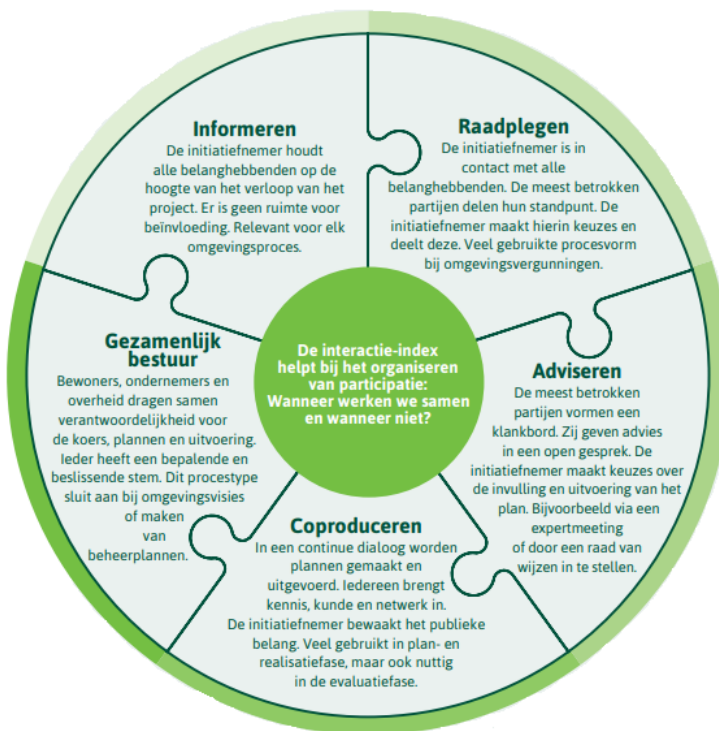 Informeren
De initiatiefnemer houdt
alle belanghebbenden op de
hoogte van het verloop van het
project. Er is geen ruimte voor
beïnvloeding. Relevant voor elk
omgevingsproces.
Raadplegen
De initiatiefnemer is in
contact met alle
belanghebbenden. De meest betrokken
partijen delen hun standpunt. De
initiatiefnemer maakt hierin keuzes en
deelt deze. Veel gebruikte procesvorm
bij omgevingsvergunningen.
Adviseren
De meest betrokken
partijen vormen een
klankbord. Zij geven advies
in een open gesprek. De
initiatiefnemer maakt keuzes over
de invulling en uitvoering van het
plan. Bijvoorbeeld via een
expertmeeting
of door een raad van
wijzen in te stellen.
Coproduceren
In een continue dialoog worden
plannen gemaakt en
uitgevoerd. Iedereen brengt
kennis, kunde en netwerk in.
De initiatiefnemer bewaakt het publieke
belang. Veel gebruikt in plan- en
realisatiefase, maar ook nuttig
in de evaluatiefase.
Gezamenlijk
bestuur
Bewoners, ondernemers en
overheid dragen samen
verantwoordelijkheid voor
de koers, plannen en uitvoering.
Ieder heeft een bepalende en
beslissende stem. Dit procestype
sluit aan bij omgevingsvisies
of maken
van
beheerplannen.
De interactie-index
helpt bij het organiseren
van participatie:
Wanneer werken we samen
en wanneer niet?